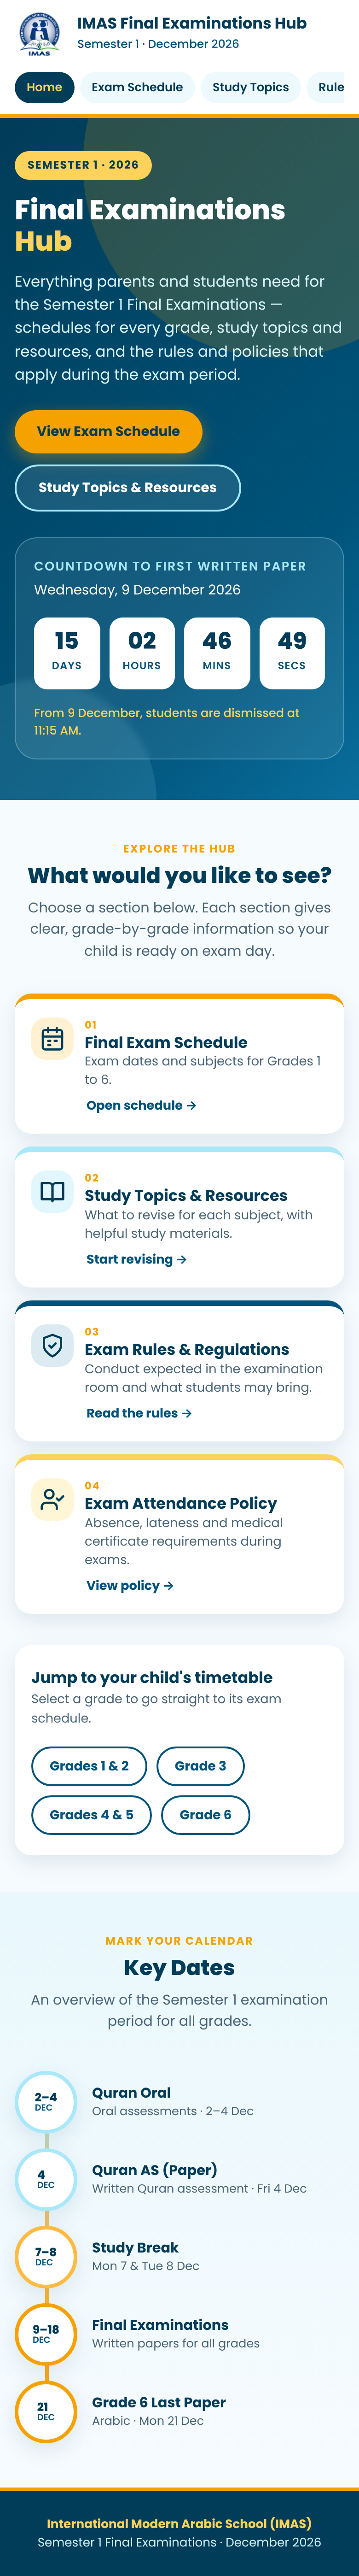 IMAS
IMAS Final Examinations Hub
Semester 1 · December 2026
Home
Exam Schedule
Study Topics
Rule
SEMESTER 1 · 2026
Final Examinations
Hub
Everything parents and students need for
the Semester 1 Final Examinations —
schedules for every grade, study topics and
resources, and the rules and policies that
apply during the exam period.
View Exam Schedule
Study Topics & Resources
COUNTDOWN TO FIRST WRITTEN PAPER
Wednesday, 9 December 2026
15 02 46 49
DAYS HOURS MINS SECS
From 9 December, students are dismissed at
11:15 AM.
EXPLORE THE HUB
What would you like to see?
Choose a section below. Each section gives
clear, grade-by-grade information so your
child is ready on exam day.
01
Final Exam Schedule
Exam dates and subjects for Grades 1
to 6.
Open schedule →
02
Study Topics & Resources
What to revise for each subject, with
helpful study materials.
Start revising →
03
Exam Rules & Regulations
Conduct expected in the examination
room and what students may bring.
Read the rules →
04
Exam Attendance Policy
Absence, lateness and medical
certificate requirements during
exams.
View policy →
Jump to your child's timetable
Select a grade to go straight to its exam
schedule.
Grades 1 & 2
Grade 3
Grades 4 & 5
Grade 6
MARK YOUR CALENDAR
Key Dates
An overview of the Semester 1 examination
period for all grades.
2–4
DEC
Quran Oral
Oral assessments · 2–4 Dec
4
DEC
Quran AS (Paper)
Written Quran assessment · Fri 4 Dec
7–8
DEC
Study Break
Mon 7 & Tue 8 Dec
9–18
DEC
Final Examinations
Written papers for all grades
21
DEC
Grade 6 Last Paper
Arabic · Mon 21 Dec
International Modern Arabic School (IMAS)
Semester 1 Final Examinations · December 2026